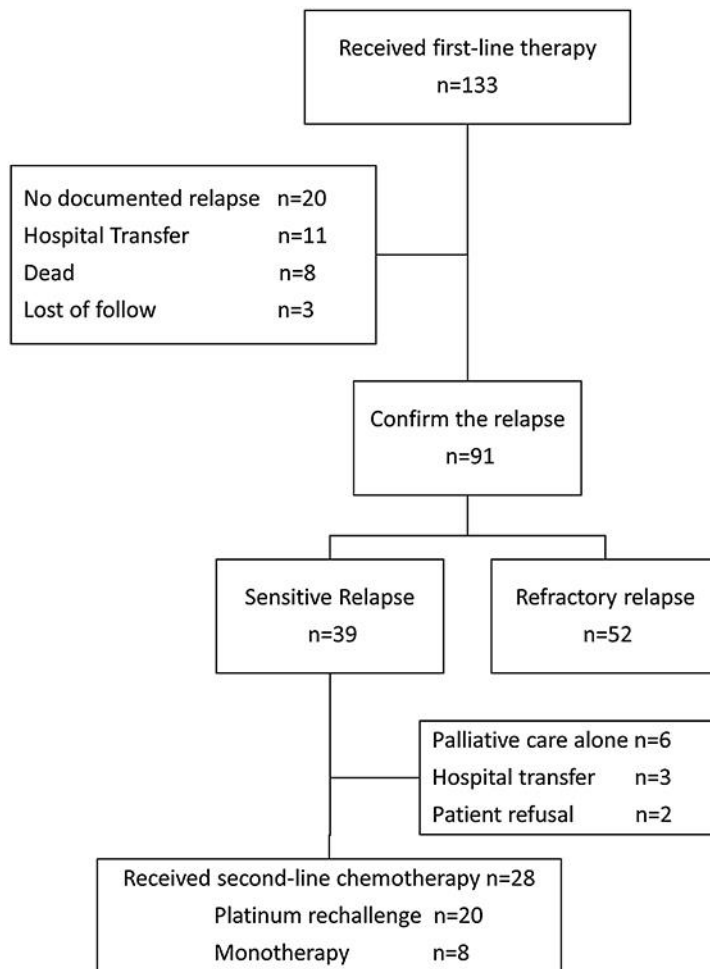 Received first-line therapy
n=133
No documented relapse n=20
Hospital Transfer n=11
Dead n=8
Lost of follow n=3
Confirm the relapse
n=91
Sensitive Relapse
n=39
Refractory relapse
n=52
Palliative care alone n=6
Hospital transfer n=3
Patient refusal n=2
Received second-line chemotherapy n=28
Platinum rechallenge n=20
Monotherapy n=8